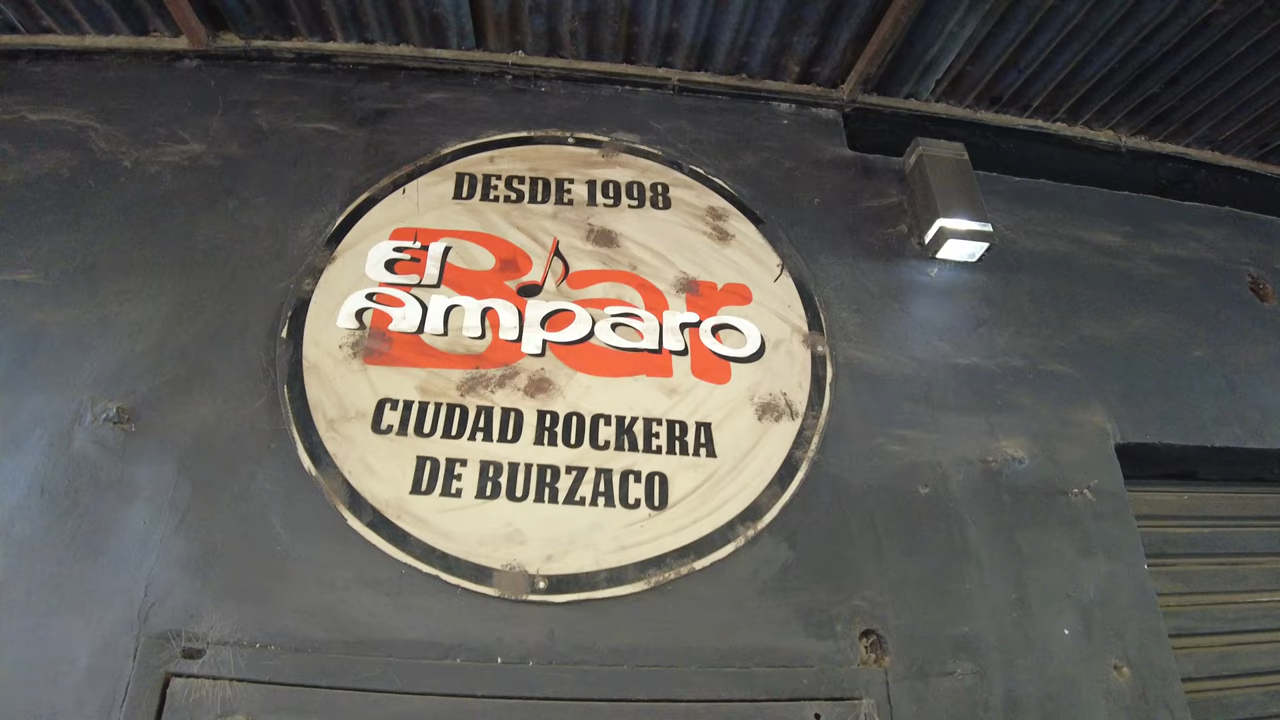 DESDE 1998
Bar
El
Amparo
CIUDAD ROCKERA
DE BURZACO